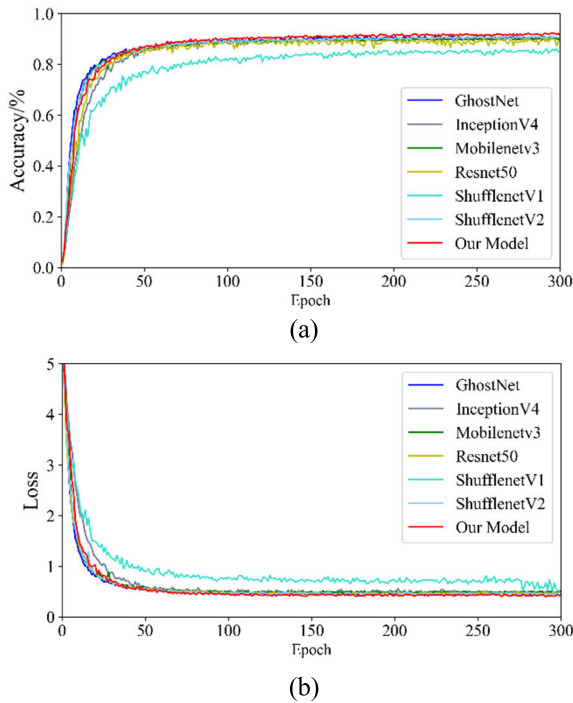 1.0
0.8
0.6
0.4
0.2
0.0
Accuracy/%
GhostNet
InceptionV4
Mobilenetv3
Resnet50
ShufflenetV1
ShufflenetV2
Our Model
0 50 100 150 200 250 300
Epoch
(a)
5
4
3
2
1
0
Loss
GhostNet
InceptionV4
Mobilenetv3
Resnet50
ShufflenetV1
ShufflenetV2
Our Model
0 50 100 150 200 250 300
Epoch
(b)